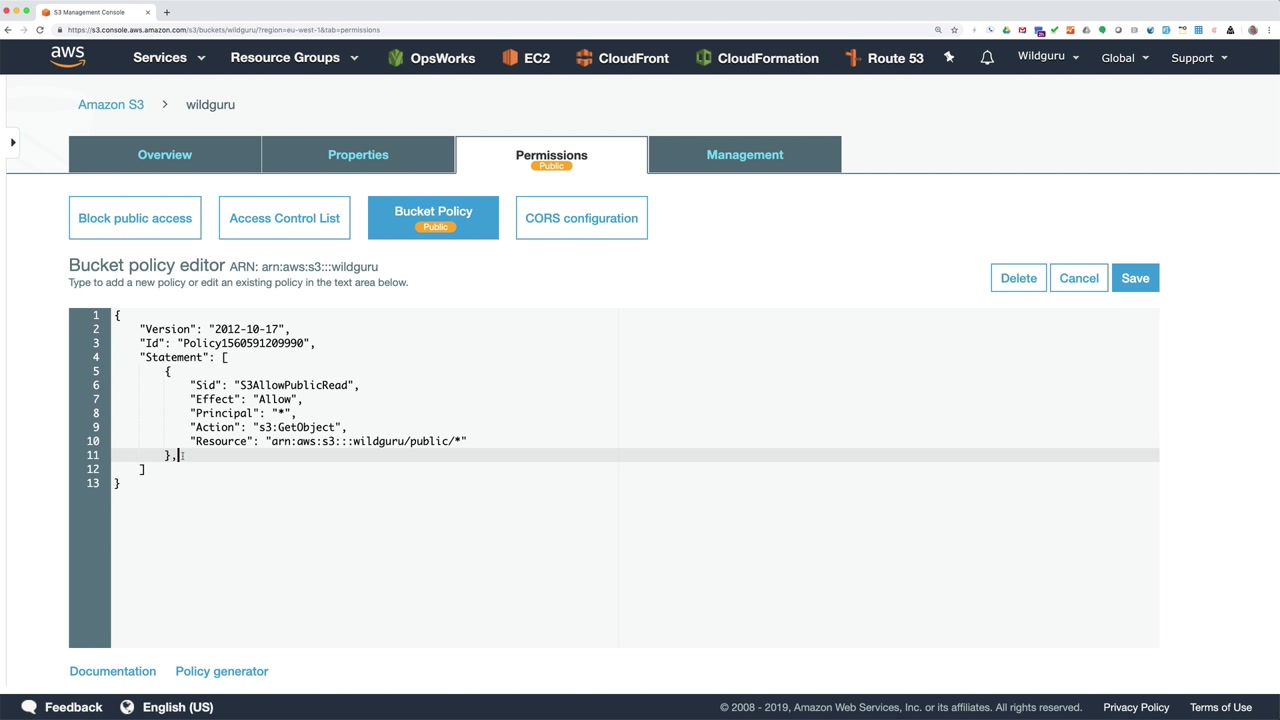 S3 Management Console
https://s3.console.aws.amazon.com/s3/buckets/wildguru/?region=eu-west-1&tab=permissions
aws Services Resource Groups OpsWorks EC2 CloudFront CloudFormation Route 53 Wildguru Global Support
Amazon S3 > wildguru
Overview Properties Permissions Management
Public
Block public access Access Control List Bucket Policy CORS configuration
Public
Bucket policy editor ARN: arn:aws:s3:::wildguru
Type to add a new policy or edit an existing policy in the text area below.
Delete Cancel Save
1 {
2 "Version": "2012-10-17",
3 "Id": "Policy1560591209990",
4 "Statement": [
5 {
6 "Sid": "S3AllowPublicRead",
7 "Effect": "Allow",
8 "Principal": "*",
9 "Action": "s3:GetObject",
10 "Resource": "arn:aws:s3:::wildguru/public/*"
11 },
12 ]
13 }
Documentation Policy generator
Feedback English (US) © 2008 - 2019, Amazon Web Services, Inc. or its affiliates. All rights reserved. Privacy Policy Terms of Use